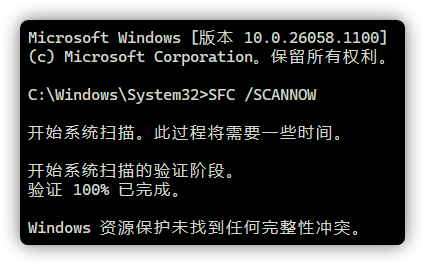 Microsoft Windows [版本 10.0.26058.1100]
(c) Microsoft Corporation。保留所有权利。
C:\Windows\System32>SFC /SCANNOW
开始系统扫描。此过程将需要一些时间。
开始系统扫描的验证阶段。
验证 100% 已完成。
Windows 资源保护未找到任何完整性冲突。